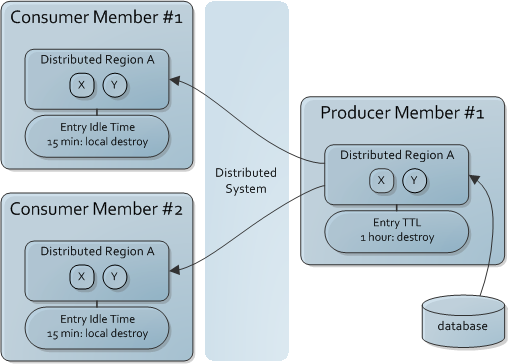 Consumer Member #1
Distributed Region A
X Y
Entry Idle Time
15 min: local destroy
Consumer Member #2
Distributed Region A
X Y
Entry Idle Time
15 min: local destroy
Distributed
System
Producer Member #1
Distributed Region A
X Y
Entry TTL
1 hour: destroy
database